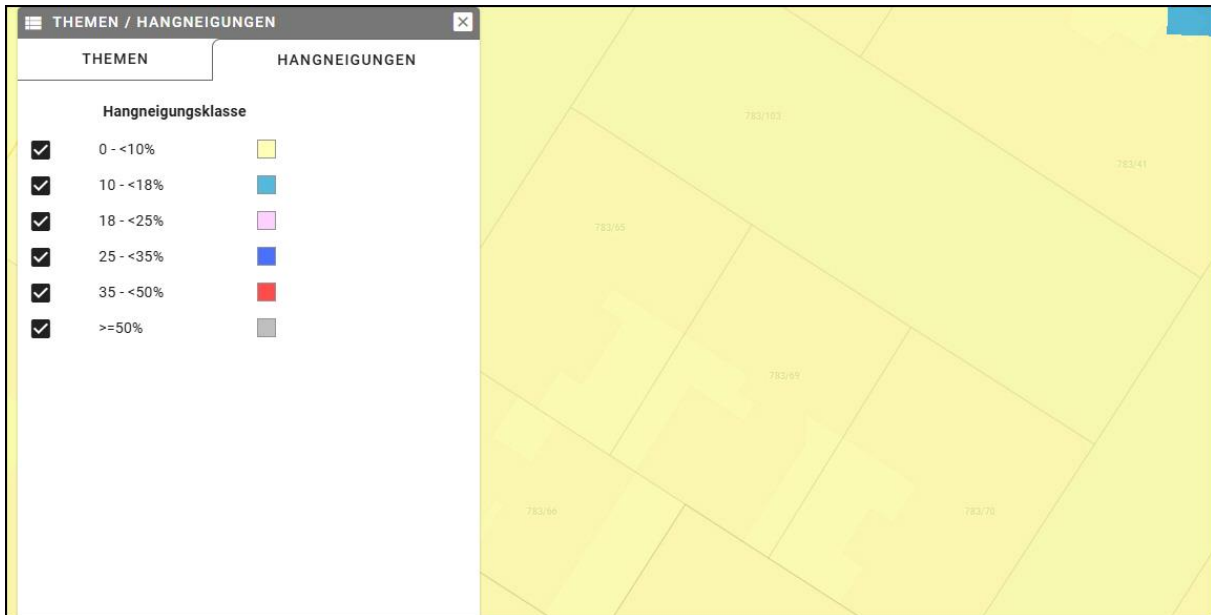 THEMEN / HANGNEIGUNGEN
THEMEN
HANGNEIGUNGEN
Hangneigungsklasse
0 - <10%
10 - <18%
18 - <25%
25 - <35%
35 - <50%
>=50%
783/103
783/41
783/65
783/69
783/66
783/70